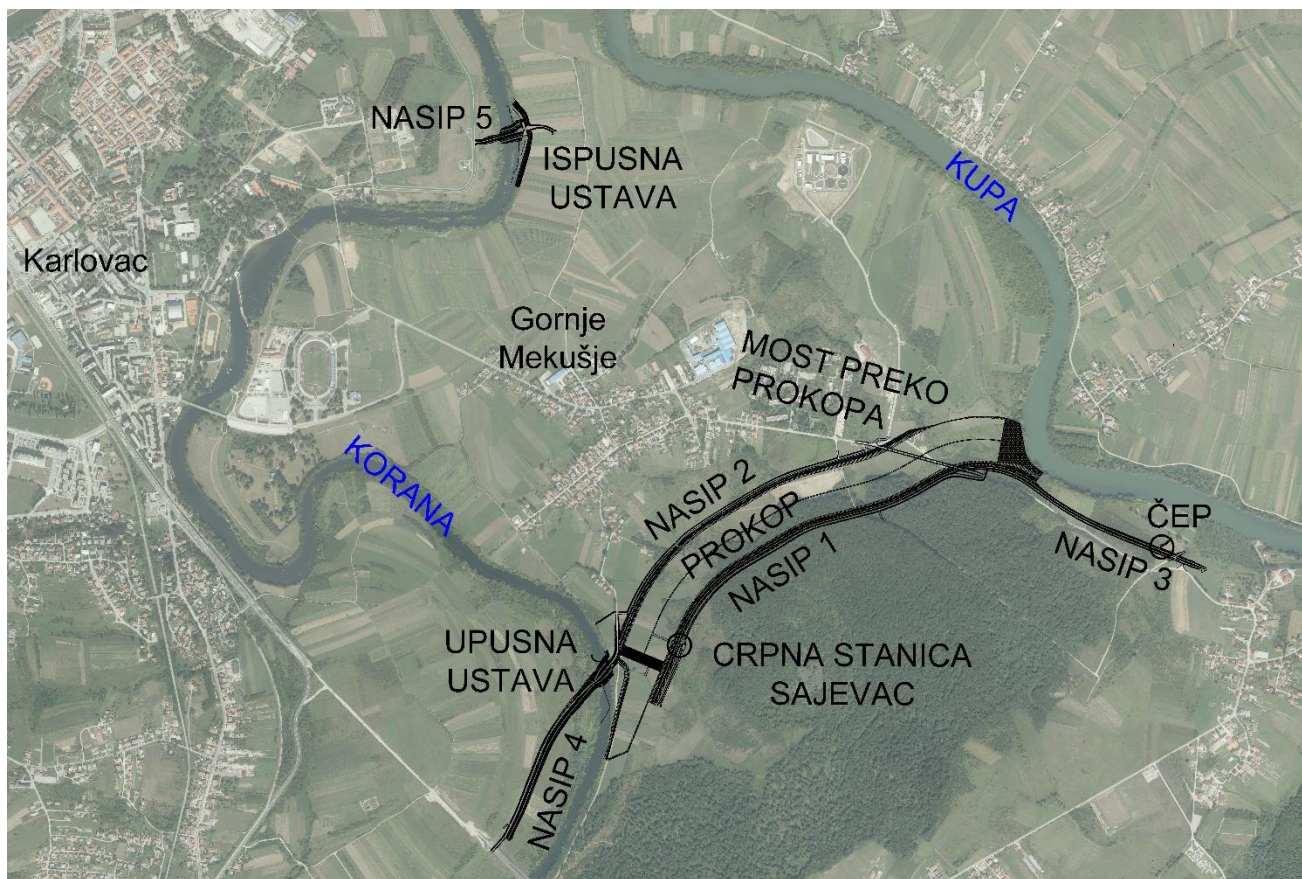 NASIP 5
ISPUSNA
USTAVA
KUPA
Karlovac
Gornje
Mekušje
MOST PREKO
PROKOPA
KORANA
NASIP 2
PROKOP
NASIP 1
ČEP
NASIP 3
UPUSNA
USTAVA
CRPNA STANICA
SAJEVAC
NASIP 4